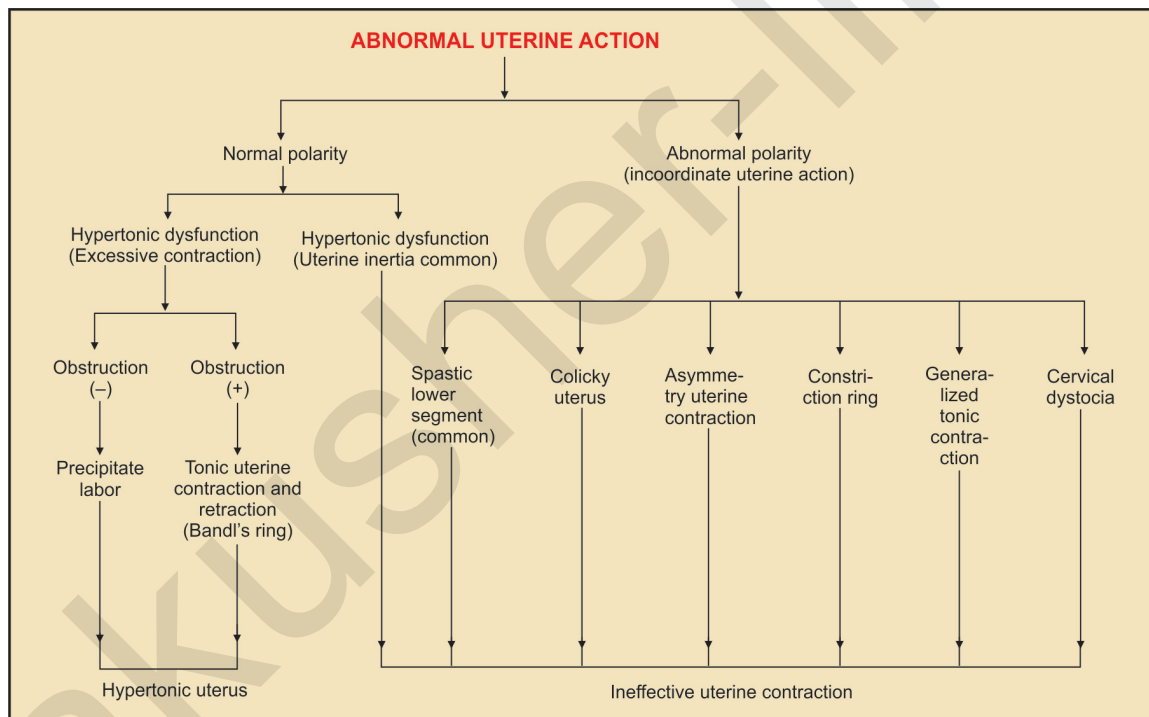 ABNORMAL UTERINE ACTION
Normal polarity
Abnormal polarity
(incoordinate uterine action)
Hypertonic dysfunction
(Excessive contraction)
Hypertonic dysfunction
(Uterine inertia common)
Obstruction
(–)
Obstruction
(+)
Spastic
lower
segment
(common)
Colicky
uterus
Asymme-
try uterine
contraction
Constri-
ction ring
Genera-
lized
tonic
contra-
ction
Cervical
dystocia
Precipitate
labor
Tonic uterine
contraction and
retraction
(Bandl's ring)
Hypertonic uterus
Ineffective uterine contraction